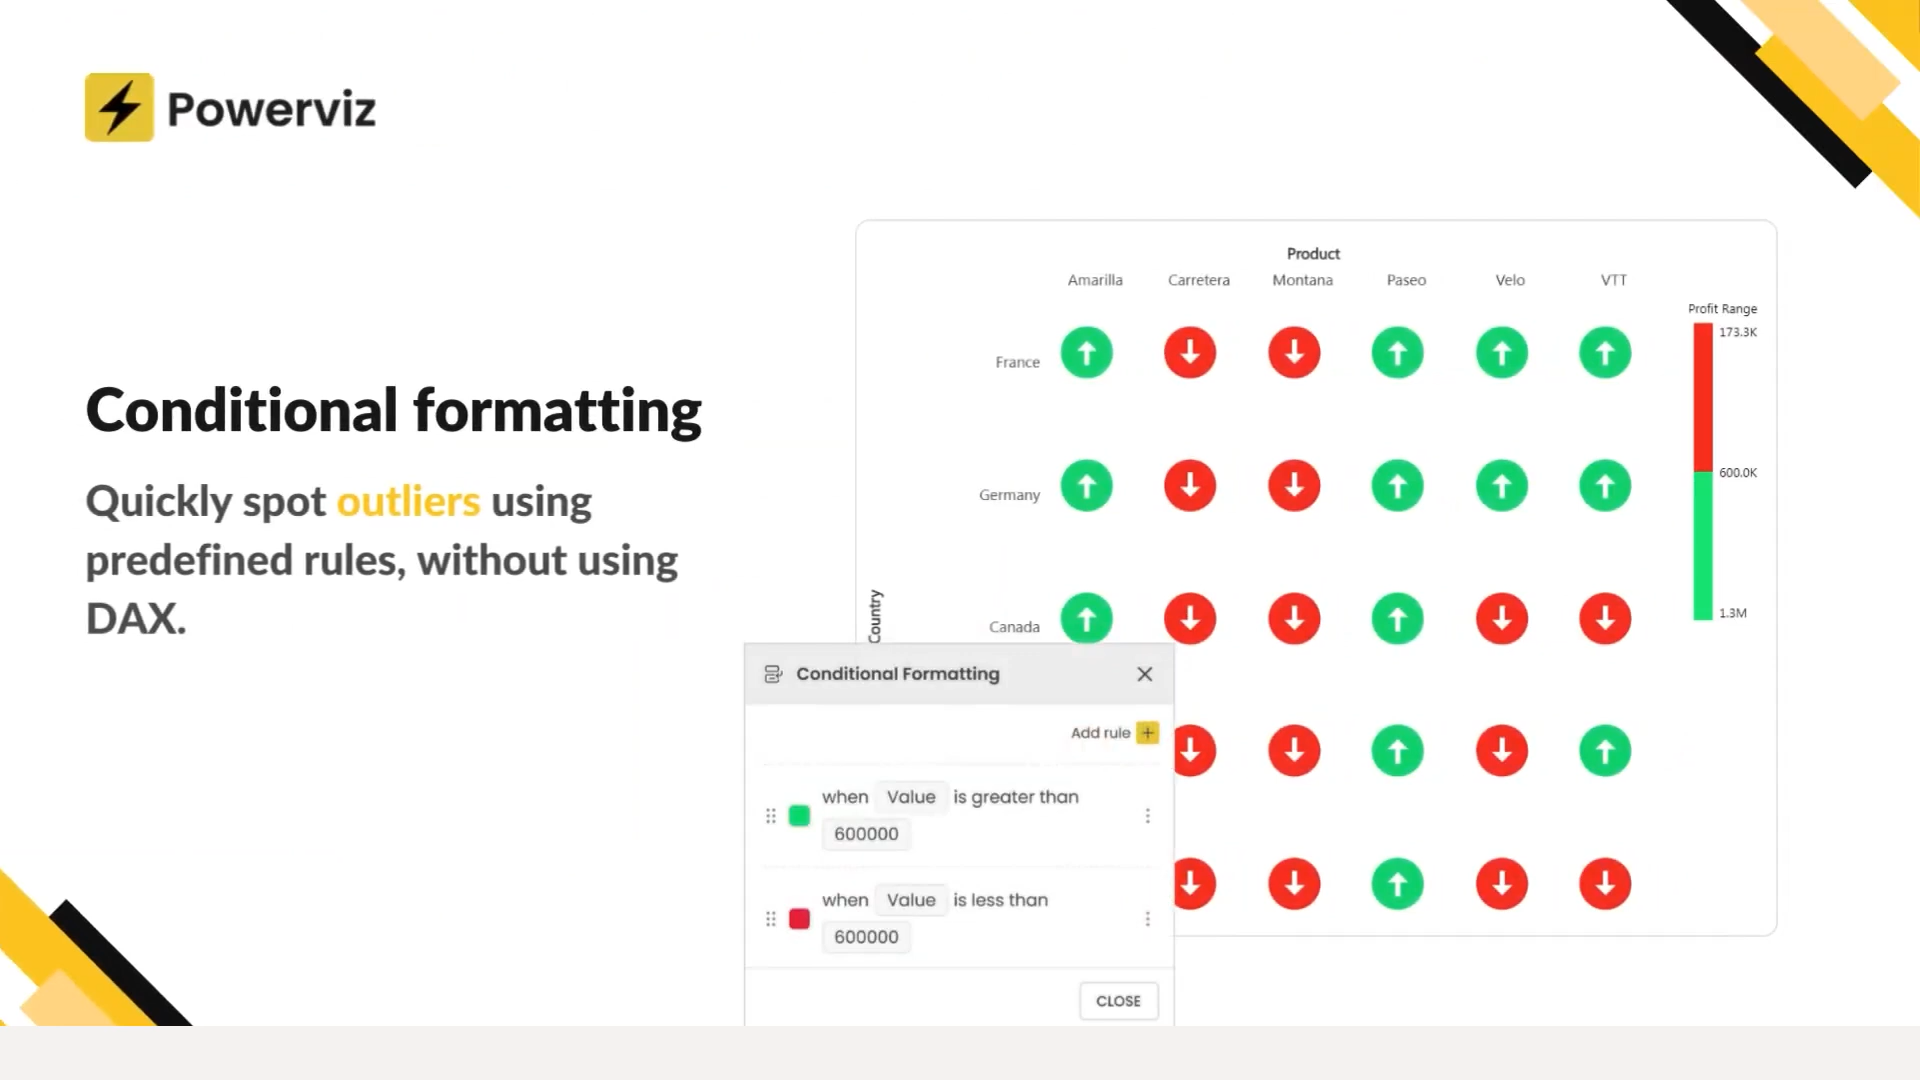 Powerviz
Conditional formatting
Quickly spot outliers using
predefined rules, without using
DAX.
Product
Amarilla Carretera Montana Paseo Velo VTT
Profit Range
173.3K
600.0K
1.3M
France
Germany
Country
Canada
Conditional Formatting
Add rule +
when Value is greater than
600000
when Value is less than
600000
CLOSE